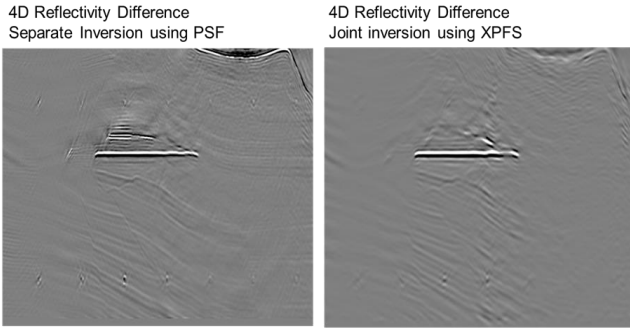 4D Reflectivity Difference
Separate Inversion using PSF
4D Reflectivity Difference
Joint inversion using XPFS